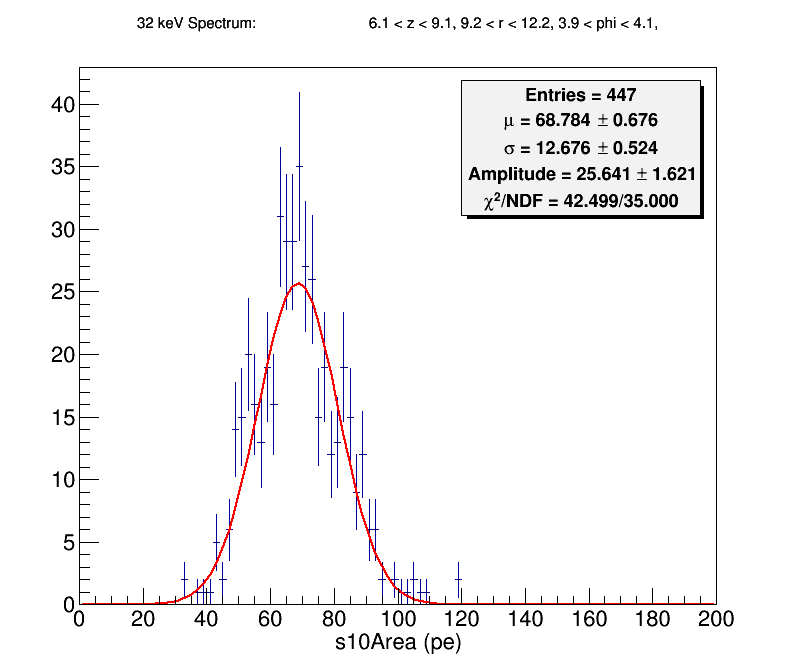 32 keV Spectrum: 6.1 < z < 9.1, 9.2 < r < 12.2, 3.9 < phi < 4.1,
Entries = 447
μ = 68.784 ± 0.676
σ = 12.676 ± 0.524
Amplitude = 25.641 ± 1.621
χ²/NDF = 42.499/35.000
40
35
30
25
20
15
10
5
0
0 20 40 60 80 100 120 140 160 180 200
s10Area (pe)